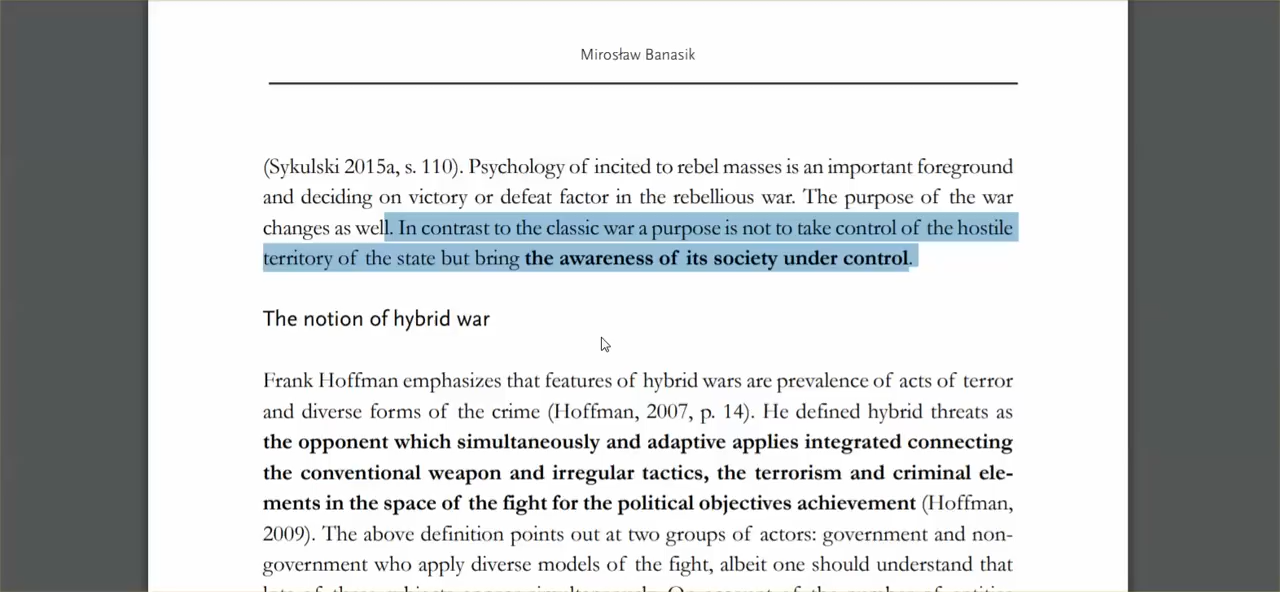 Mirosław Banasik
(Sykulski 2015a, s. 110). Psychology of incited to rebel masses is an important foreground
and deciding on victory or defeat factor in the rebellious war. The purpose of the war
changes as well. In contrast to the classic war a purpose is not to take control of the hostile
territory of the state but bring the awareness of its society under control.
The notion of hybrid war
Frank Hoffman emphasizes that features of hybrid wars are prevalence of acts of terror
and diverse forms of the crime (Hoffman, 2007, p. 14). He defined hybrid threats as
the opponent which simultaneously and adaptive applies integrated connecting
the conventional weapon and irregular tactics, the terrorism and criminal ele-
ments in the space of the fight for the political objectives achievement (Hoffman,
2009). The above definition points out at two groups of actors: government and non-
government who apply diverse models of the fight, albeit one should understand that